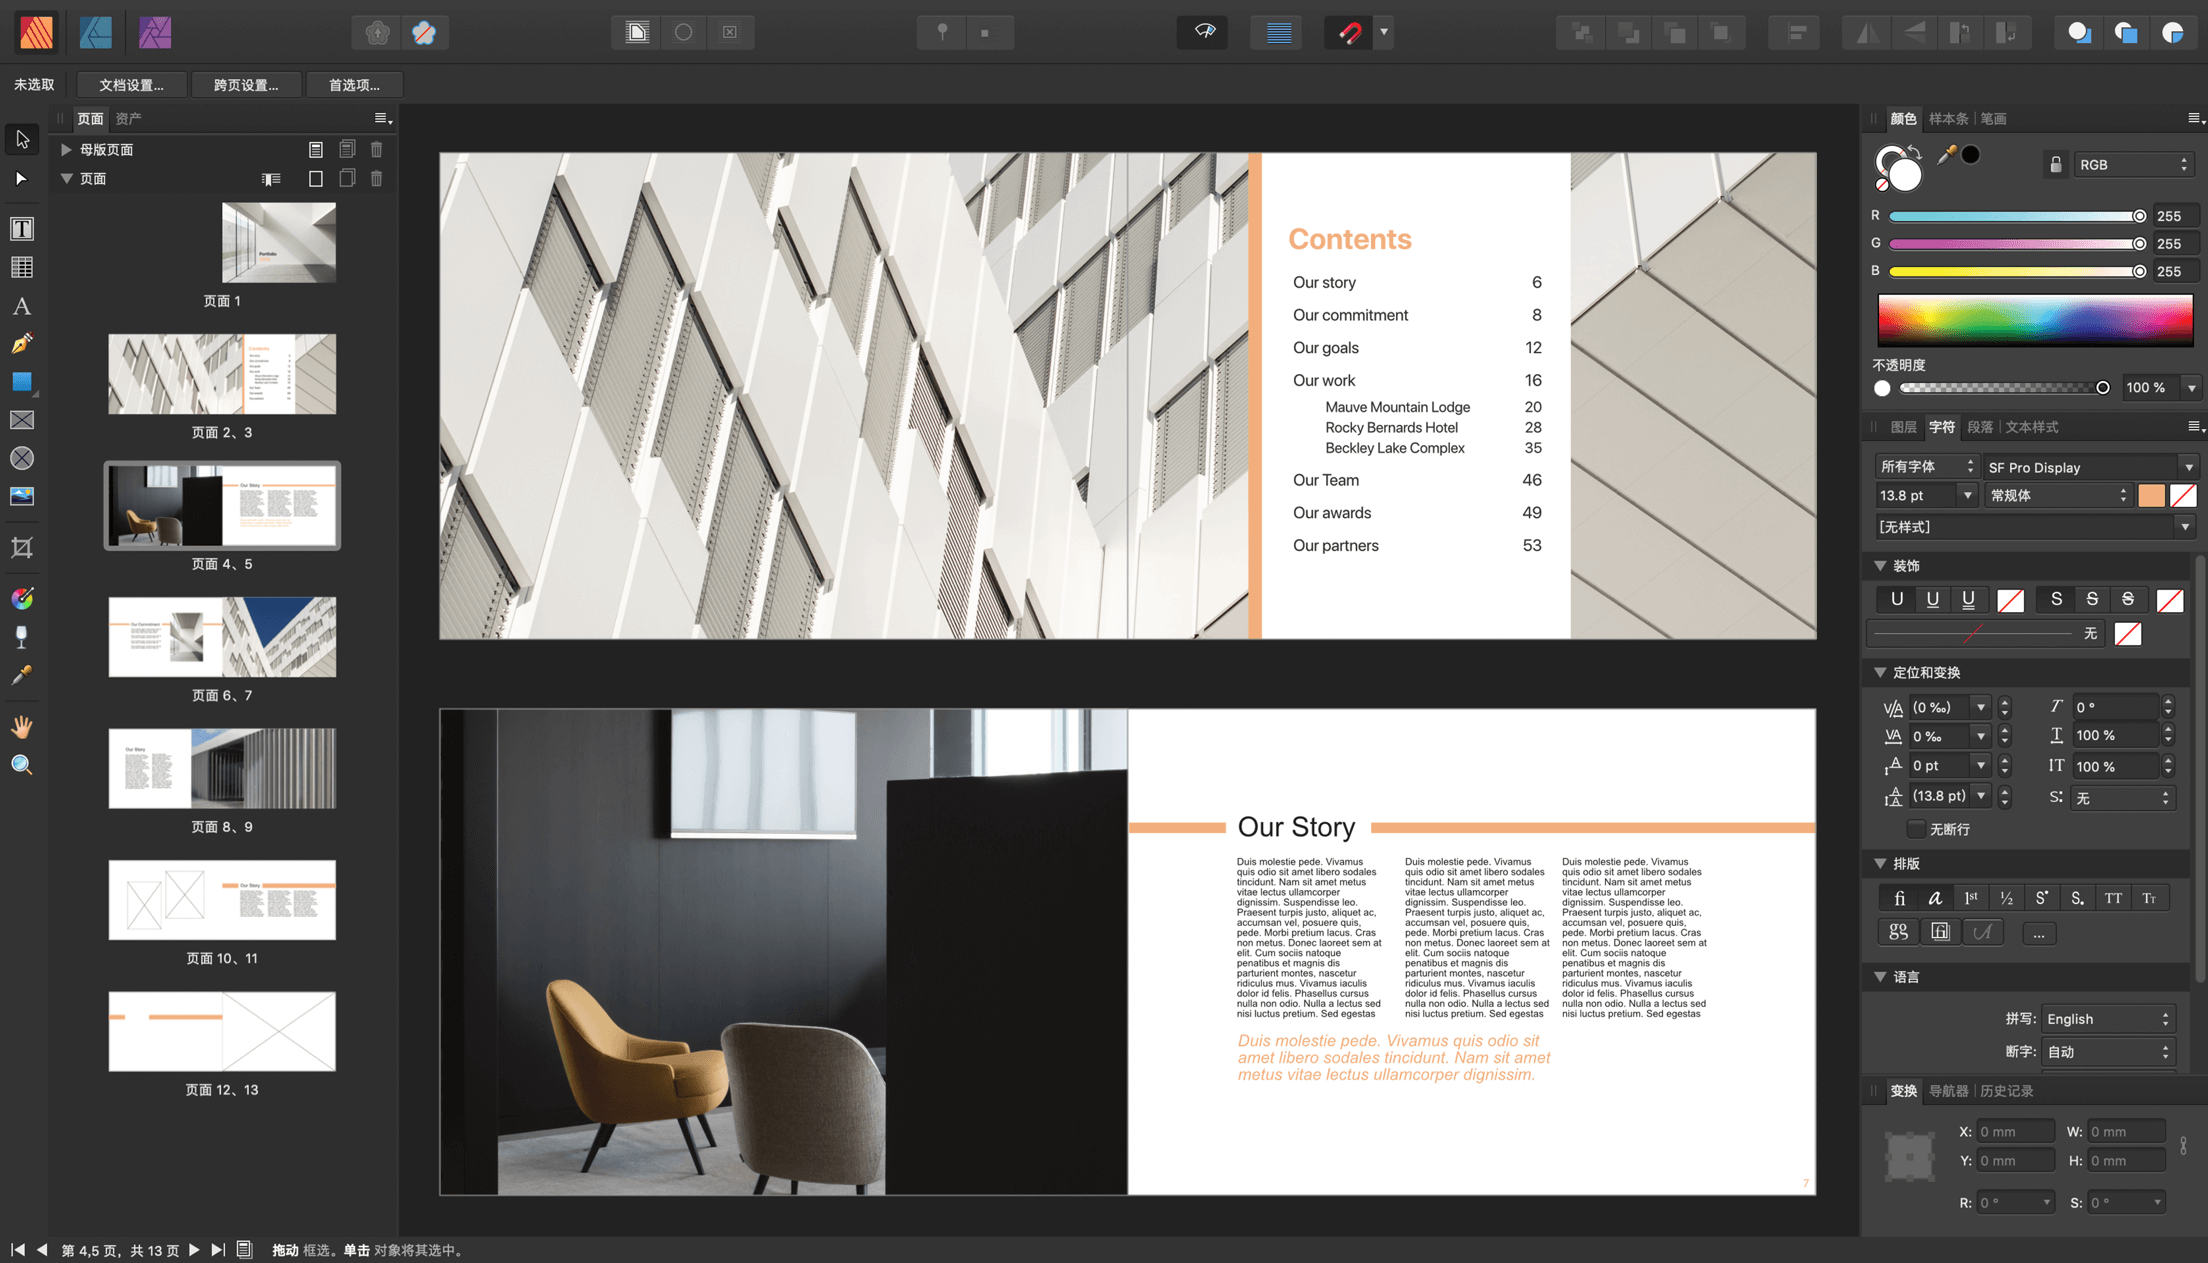 未选取
文档设置...
跨页设置...
首选项...
页面
资产
母版页面
页面
Portfolio
页面 1
页面 2、3
Our Story
页面 4、5
Our Commitment
页面 6、7
Our Story
页面 8、9
Our Story
页面 10、11
页面 12、13
Contents
Our story 6
Our commitment 8
Our goals 12
Our work 16
Mauve Mountain Lodge 20
Rocky Bernards Hotel 28
Beckley Lake Complex 35
Our Team 46
Our awards 49
Our partners 53
Our Story
Duis molestie pede. Vivamus
quis odio sit amet libero sodales
tincidunt. Nam sit amet metus
vitae lectus ullamcorper
dignissim. Suspendisse leo.
Praesent turpis justo, aliquet ac,
accumsan vel, posuere quis,
pede. Morbi pretium lacus. Cras
non metus. Donec laoreet sem at
elit. Cum sociis natoque
penatibus et magnis dis
parturient montes, nascetur
ridiculus mus. Vivamus iaculis
dolor id felis. Phasellus cursus
nulla non odio. Nulla a lectus sed
nisi luctus pretium. Sed egestas
Duis molestie pede. Vivamus
quis odio sit amet libero sodales
tincidunt. Nam sit amet metus
vitae lectus ullamcorper
dignissim. Suspendisse leo.
Praesent turpis justo, aliquet ac,
accumsan vel, posuere quis,
pede. Morbi pretium lacus. Cras
non metus. Donec laoreet sem at
elit. Cum sociis natoque
penatibus et magnis dis
parturient montes, nascetur
ridiculus mus. Vivamus iaculis
dolor id felis. Phasellus cursus
nulla non odio. Nulla a lectus sed
nisi luctus pretium. Sed egestas
Duis molestie pede. Vivamus
quis odio sit amet libero sodales
tincidunt. Nam sit amet metus
vitae lectus ullamcorper
dignissim. Suspendisse leo.
Praesent turpis justo, aliquet ac,
accumsan vel, posuere quis,
pede. Morbi pretium lacus. Cras
non metus. Donec laoreet sem at
elit. Cum sociis natoque
penatibus et magnis dis
parturient montes, nascetur
ridiculus mus. Vivamus iaculis
dolor id felis. Phasellus cursus
nulla non odio. Nulla a lectus sed
nisi luctus pretium. Sed egestas
Duis molestie pede. Vivamus quis odio sit
amet libero sodales tincidunt. Nam sit amet
metus vitae lectus ullamcorper dignissim.
7
颜色 样本条 笔画
RGB
R 255
G 255
B 255
不透明度
100 %
图层 字符 段落 文本样式
所有字体 SF Pro Display
13.8 pt 常规体
[无样式]
装饰
U U U S S S
无
定位和变换
(0 ‰) 0 °
0 ‰ 100 %
0 pt 100 %
(13.8 pt) 无
无断行
排版
fi a 1st ½ S S TT Tт
gg fi A ...
语言
拼写: English
断字: 自动
变换 导航器 历史记录
X: 0 mm W: 0 mm
Y: 0 mm H: 0 mm
R: 0 ° S: 0 °
第 4,5 页，共 13 页
拖动 框选。单击 对象将其选中。